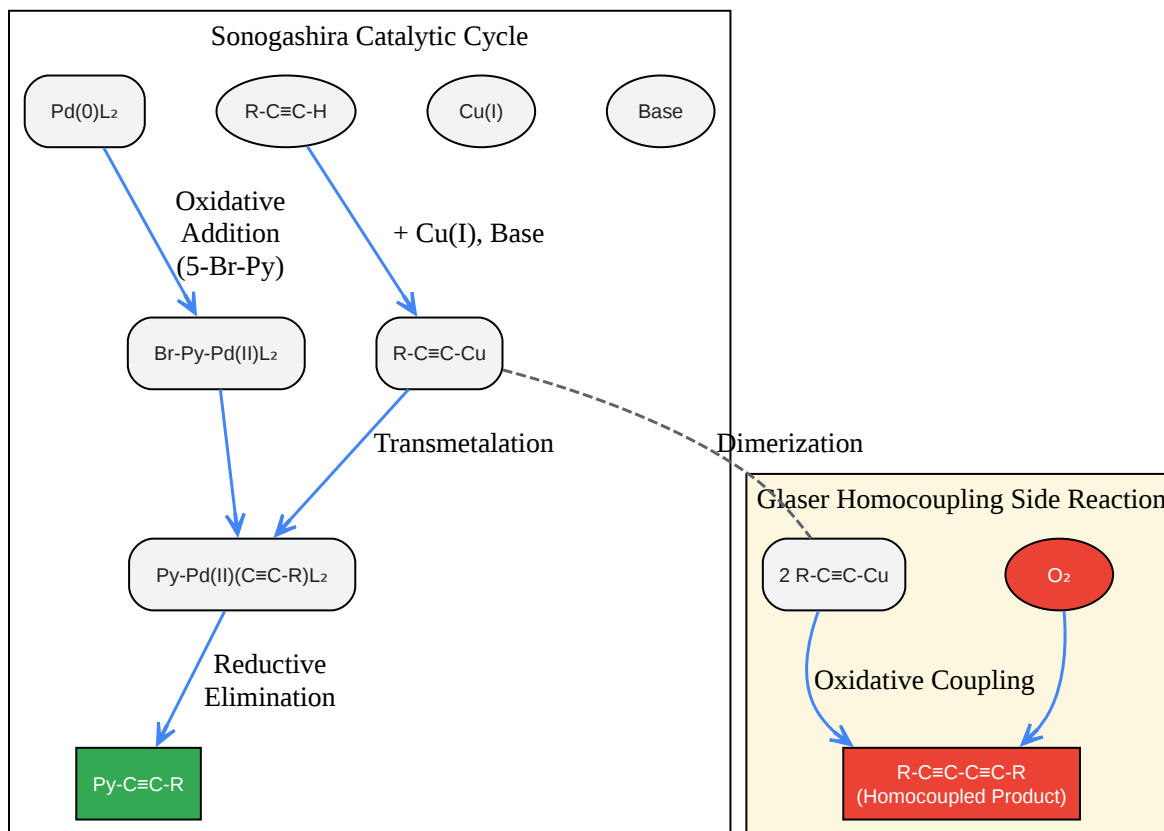 Sonogashira Catalytic Cycle
Pd(0)L₂
R-C≡C-H
Cu(I)
Base
Oxidative
Addition
(5-Br-Py)
+ Cu(I), Base
Br-Py-Pd(II)L₂
R-C≡C-Cu
Transmetalation
Dimerization
Glaser Homocoupling Side Reaction
Py-Pd(II)(C≡C-R)L₂
2 R-C≡C-Cu
O₂
Reductive
Elimination
Oxidative Coupling
Py-C≡C-R
R-C≡C-C≡C-R
(Homocoupled Product)